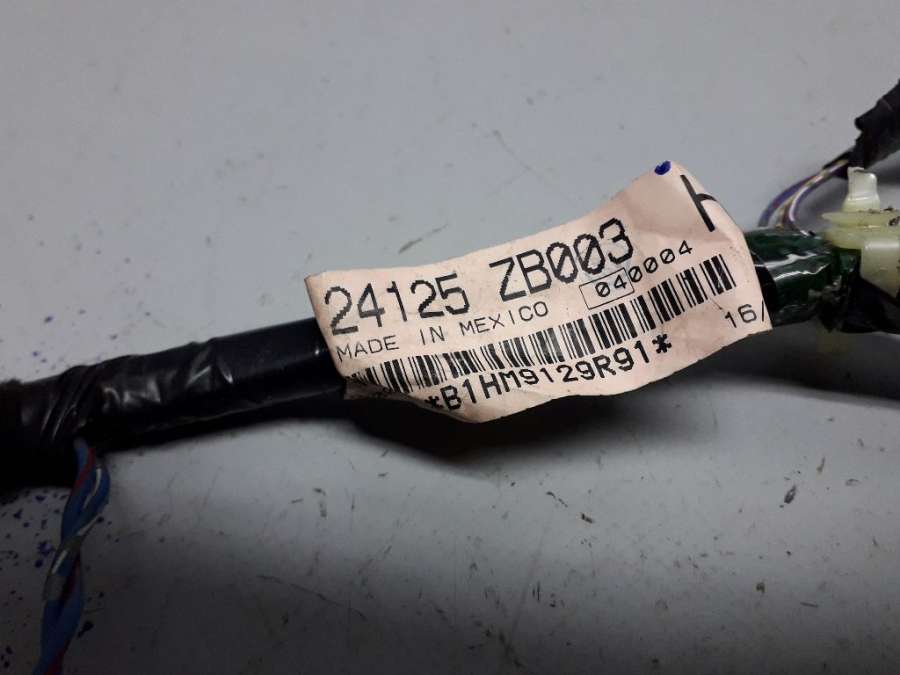 24125 ZB003
MADE IN MEXICO 040004
*B1HM9129R91*
16/